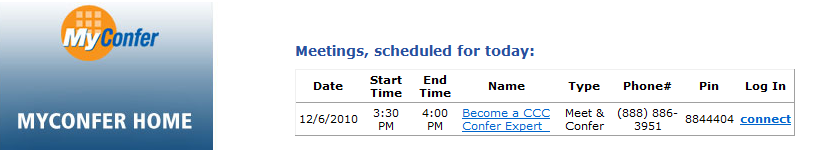 MyConfer
MYCONFER HOME
Meetings, scheduled for today:
Date Start Time End Time Name Type Phone# Pin Log In
12/6/2010 3:30 PM 4:00 PM Become a CCC Confer Expert Meet & Confer (888) 886-3951 8844404 connect